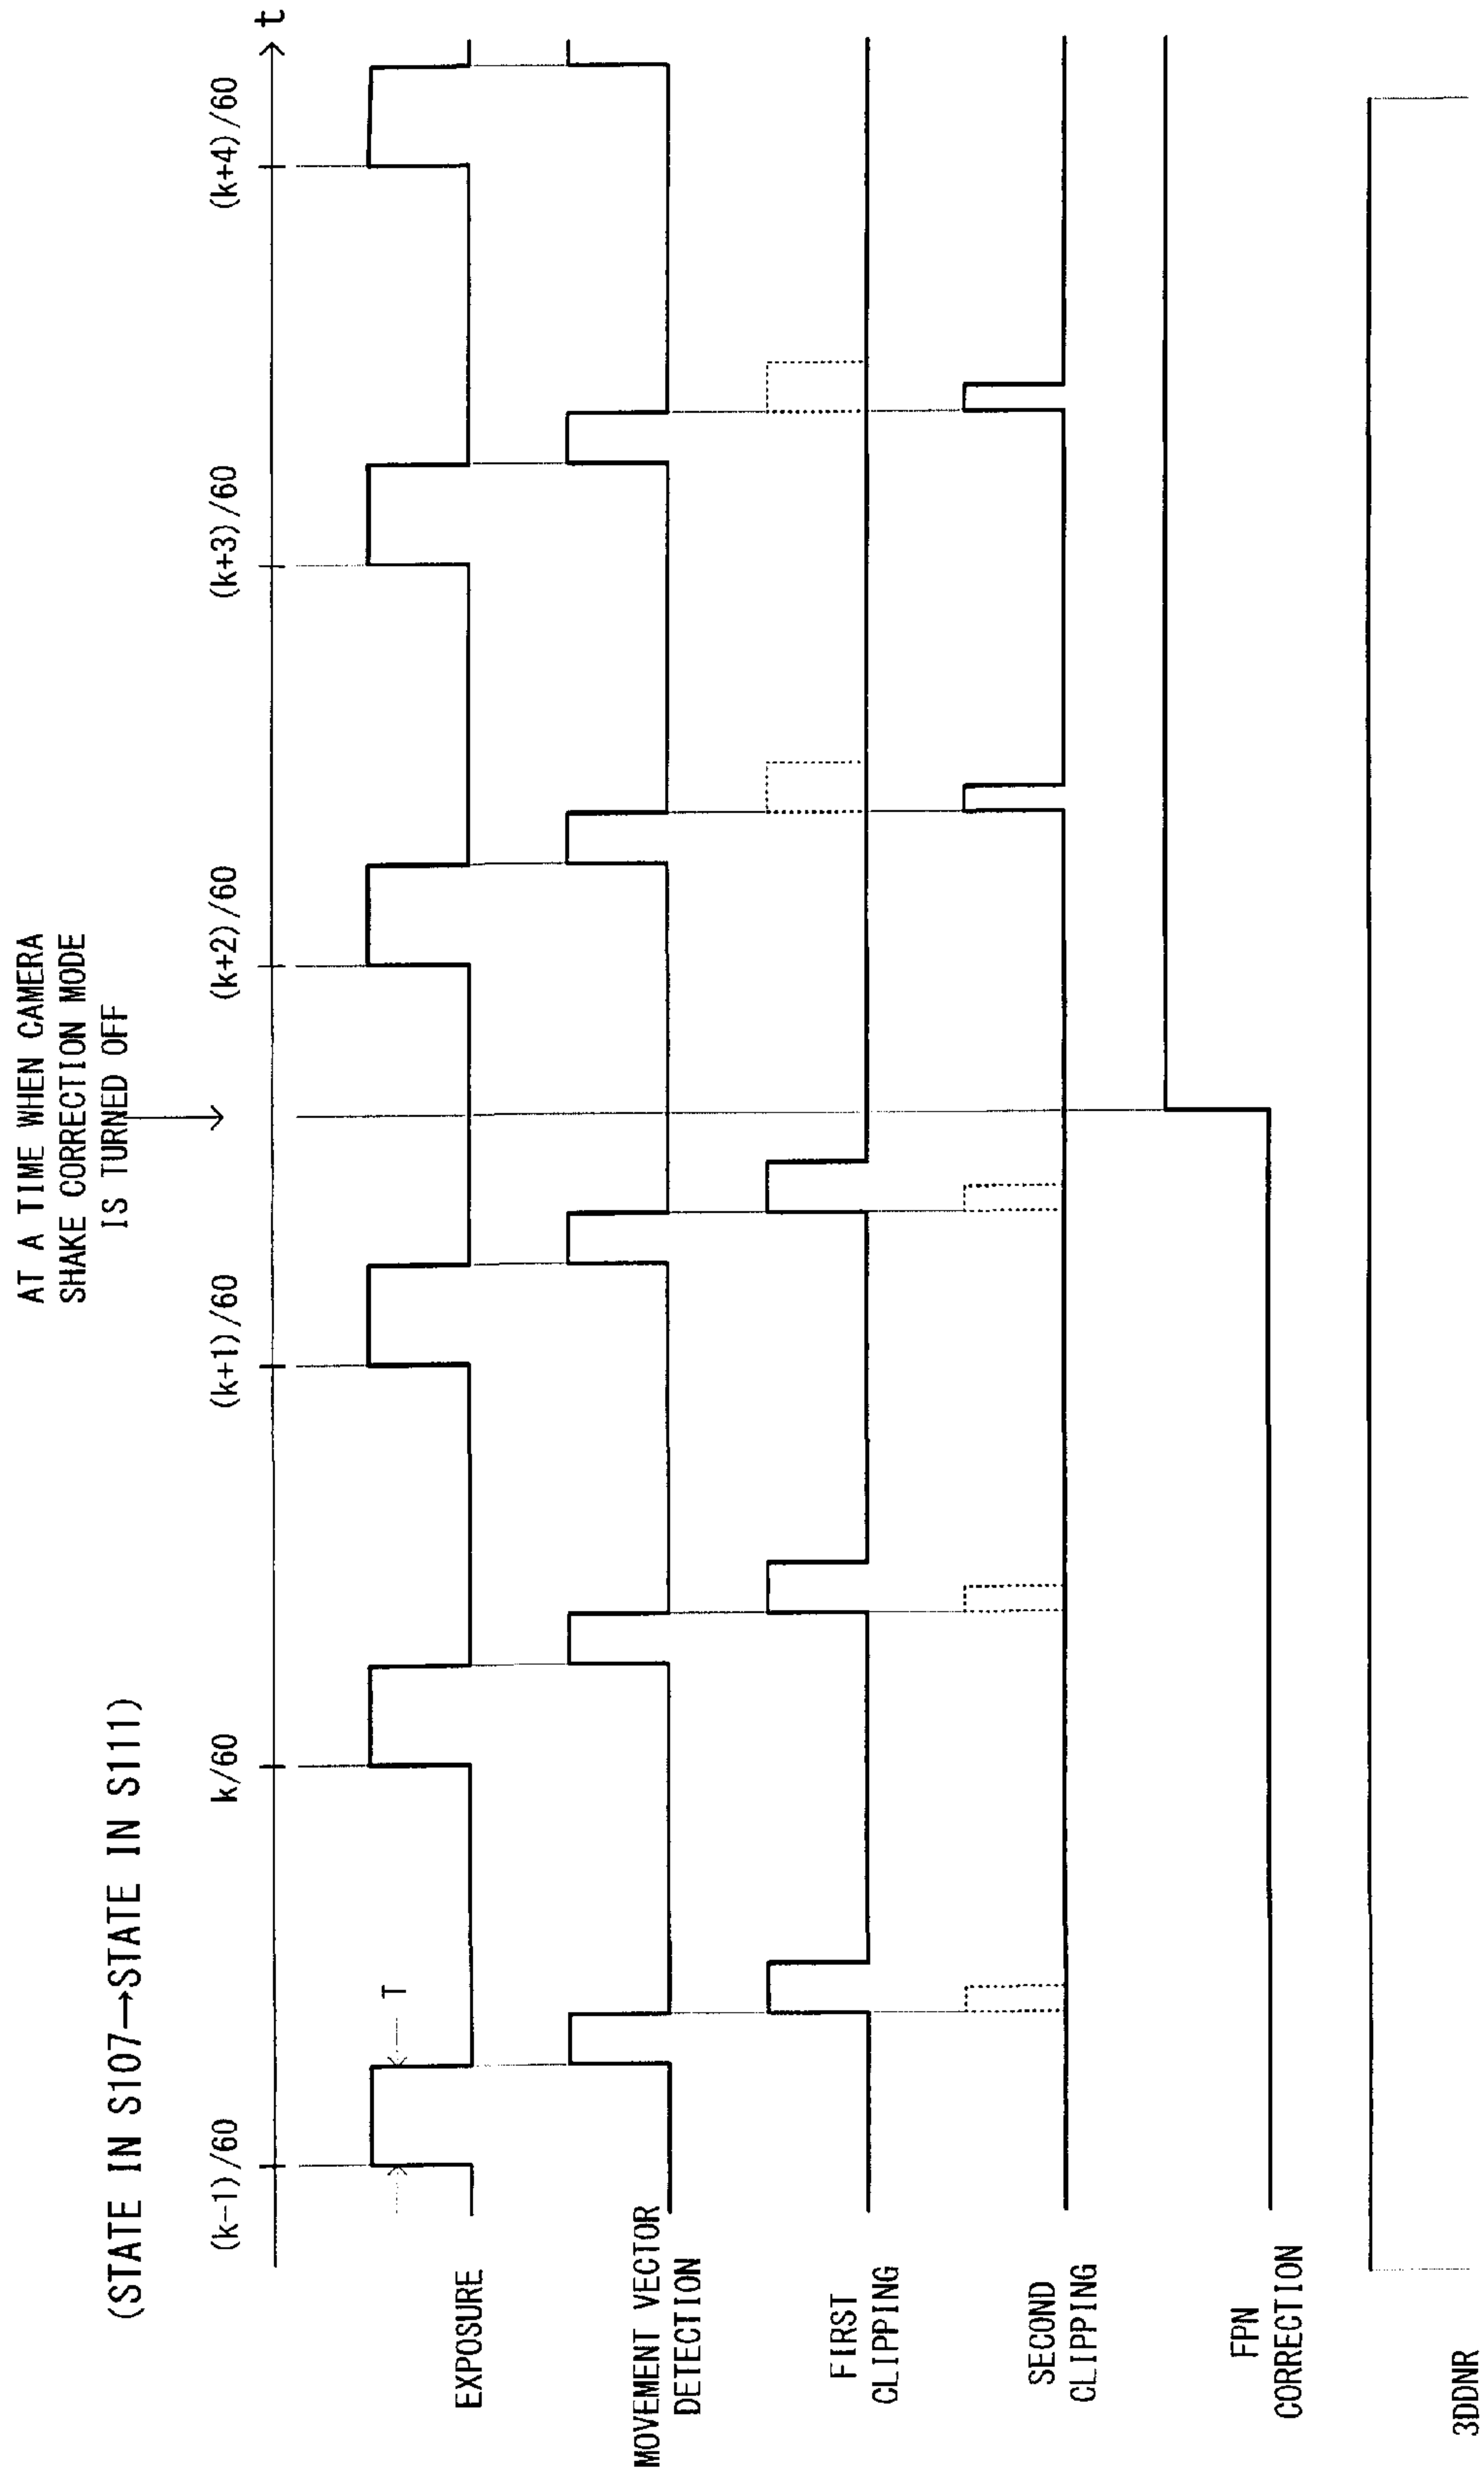 (STATE IN S107→STATE IN S111)
AT A TIME WHEN CAMERA
SHAKE CORRECTION MODE
IS TURNED OFF
(k-1)/60
k/60
(k+1)/60
(k+2)/60
(k+3)/60
(k+4)/60
t
T
EXPOSURE
MOVEMENT VECTOR
DETECTION
FIRST
CLIPPING
SECOND
CLIPPING
FPN
CORRECTION
3DDNR